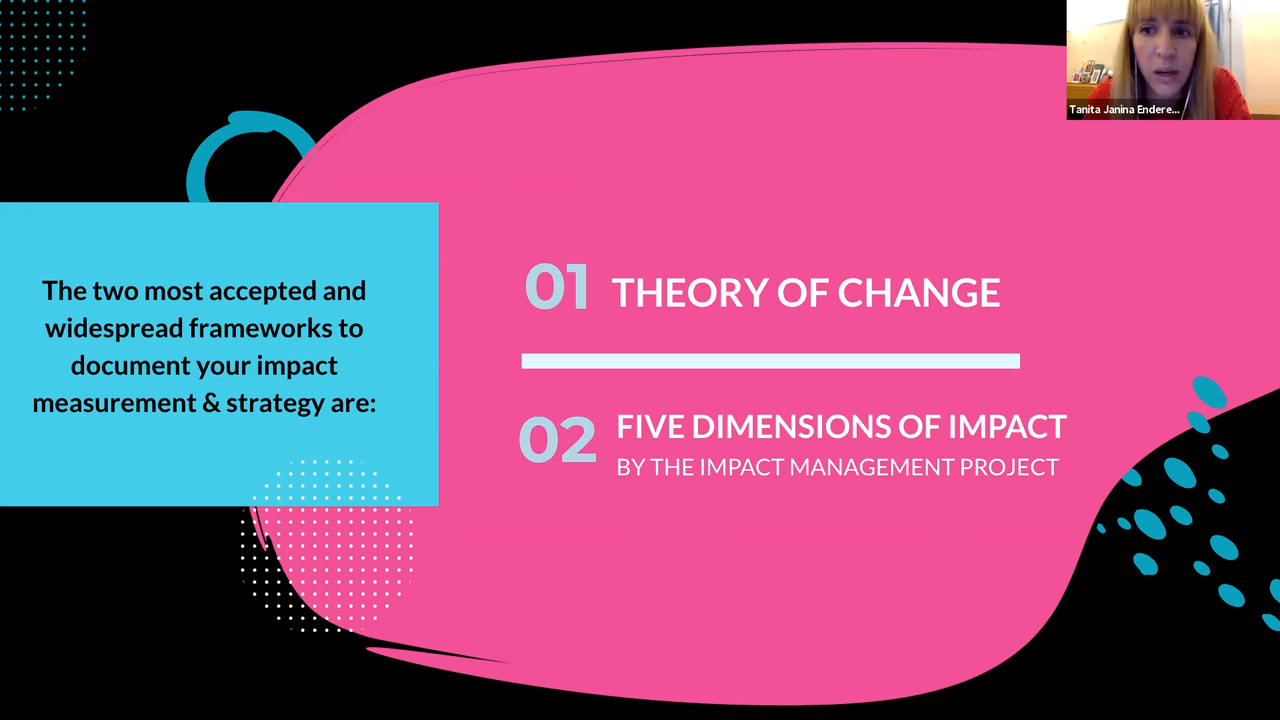 Tanita Janina Endere...
The two most accepted and
widespread frameworks to
document your impact
measurement & strategy are:
01 THEORY OF CHANGE
02 FIVE DIMENSIONS OF IMPACT
BY THE IMPACT MANAGEMENT PROJECT